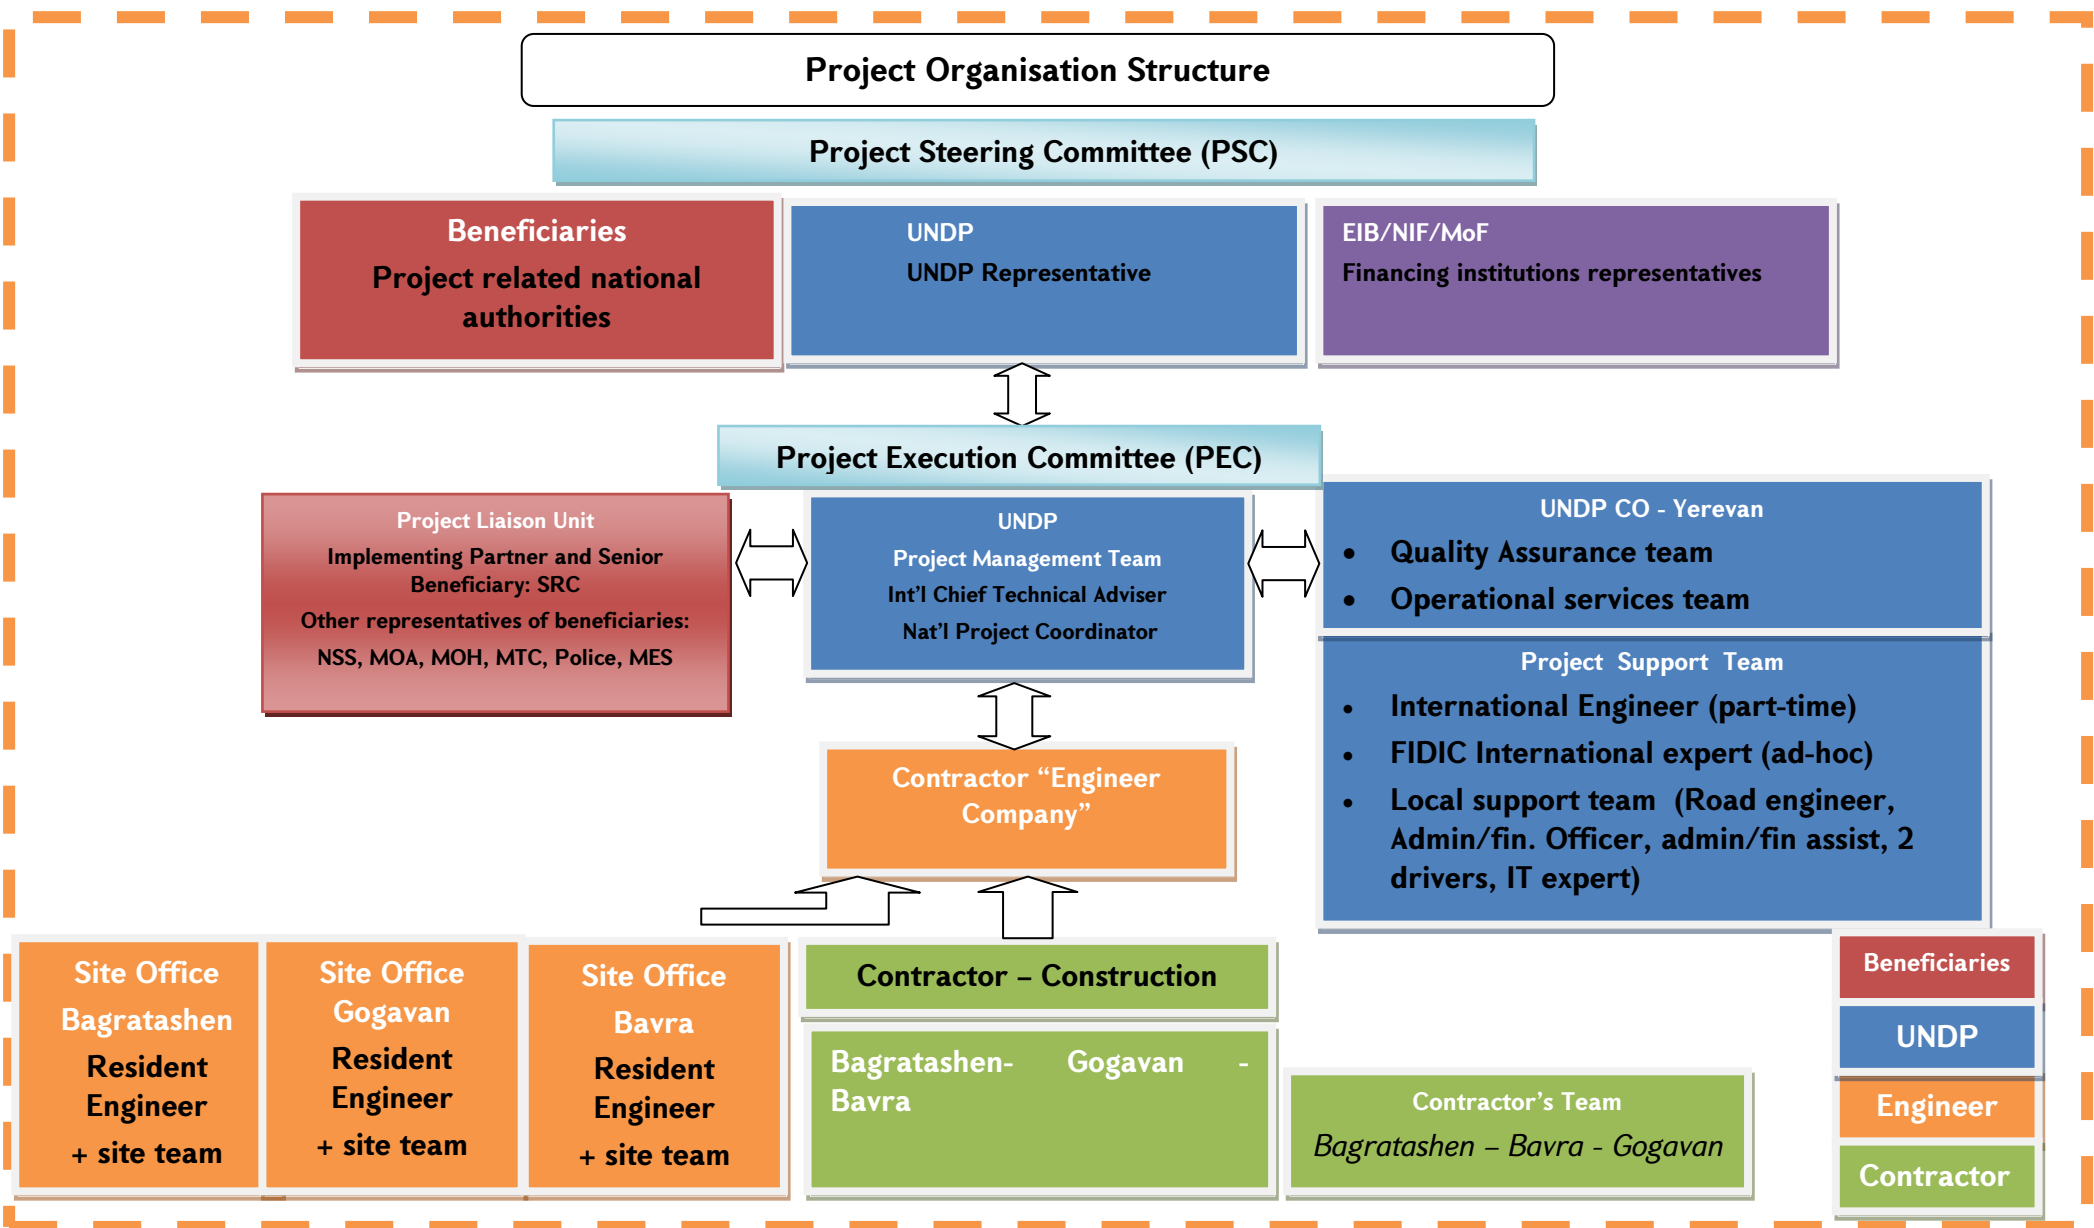 Project Organisation Structure
Project Steering Committee (PSC)
Beneficiaries
Project related national
authorities
UNDP
UNDP Representative
EIB/NIF/MoF
Financing institutions representatives
Project Execution Committee (PEC)
Project Liaison Unit
Implementing Partner and Senior
Beneficiary: SRC
Other representatives of beneficiaries:
NSS, MOA, MOH, MTC, Police, MES
UNDP
Project Management Team
Int'l Chief Technical Adviser
Nat'l Project Coordinator
UNDP CO - Yerevan
• Quality Assurance team
• Operational services team
Project Support Team
• International Engineer (part-time)
• FIDIC International expert (ad-hoc)
• Local support team (Road engineer,
Admin/fin. Officer, admin/fin assist, 2
drivers, IT expert)
Contractor “Engineer
Company”
Site Office
Bagratashen
Resident
Engineer
+ site team
Site Office
Gogavan
Resident
Engineer
+ site team
Site Office
Bavra
Resident
Engineer
+ site team
Contractor – Construction
Bagratashen- Gogavan -
Bavra
Contractor's Team
Bagratashen – Bavra - Gogavan
Beneficiaries
UNDP
Engineer
Contractor